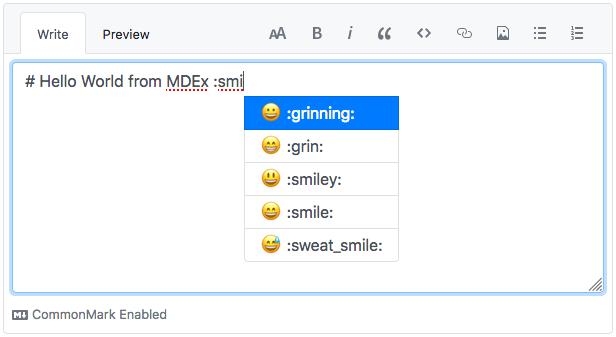 Write Preview AA B i
# Hello World from MDEx :smi
😀 :grinning:
😁 :grin:
😃 :smiley:
😄 :smile:
😅 :sweat_smile:
CommonMark Enabled